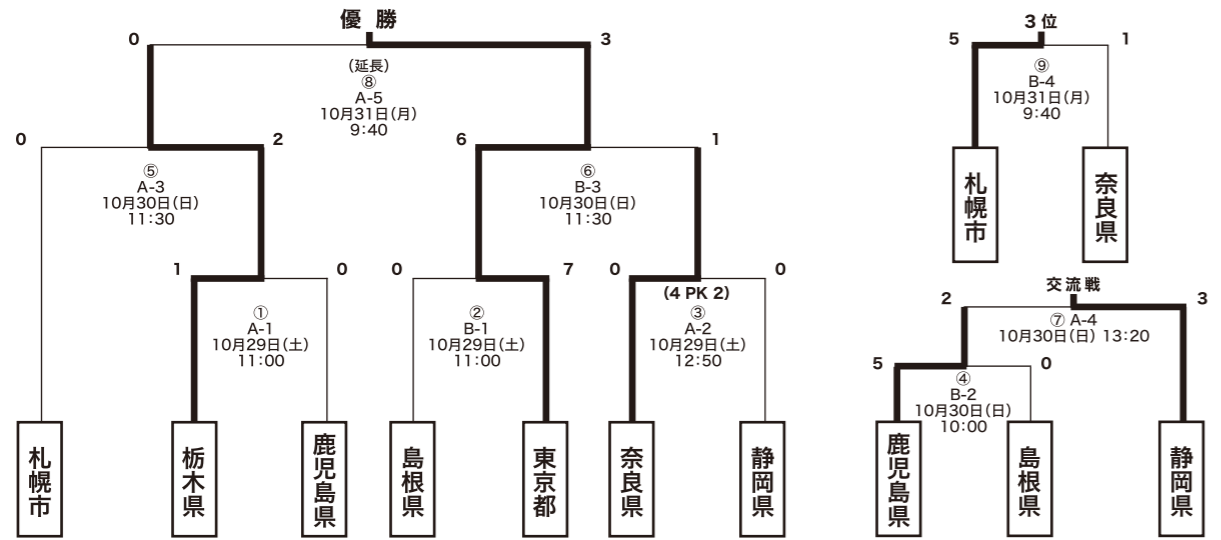 優 勝
0
3
(延長)
⑧
A-5
10月31日(月)
9:40
0
2
⑤
A-3
10月30日(日)
11:30
6
1
⑥
B-3
10月30日(日)
11:30
1
0
①
A-1
10月29日(土)
11:00
0
7
②
B-1
10月29日(土)
11:00
0
0
(4 PK 2)
③
A-2
10月29日(土)
12:50
札幌市
栃木県
鹿児島県
島根県
東京都
奈良県
静岡県
3位
5
1
⑨
B-4
10月31日(月)
9:40
札幌市
奈良県
交流戦
2
3
⑦ A-4
10月30日(日) 13:20
5
0
④
B-2
10月30日(日)
10:00
鹿児島県
島根県
静岡県